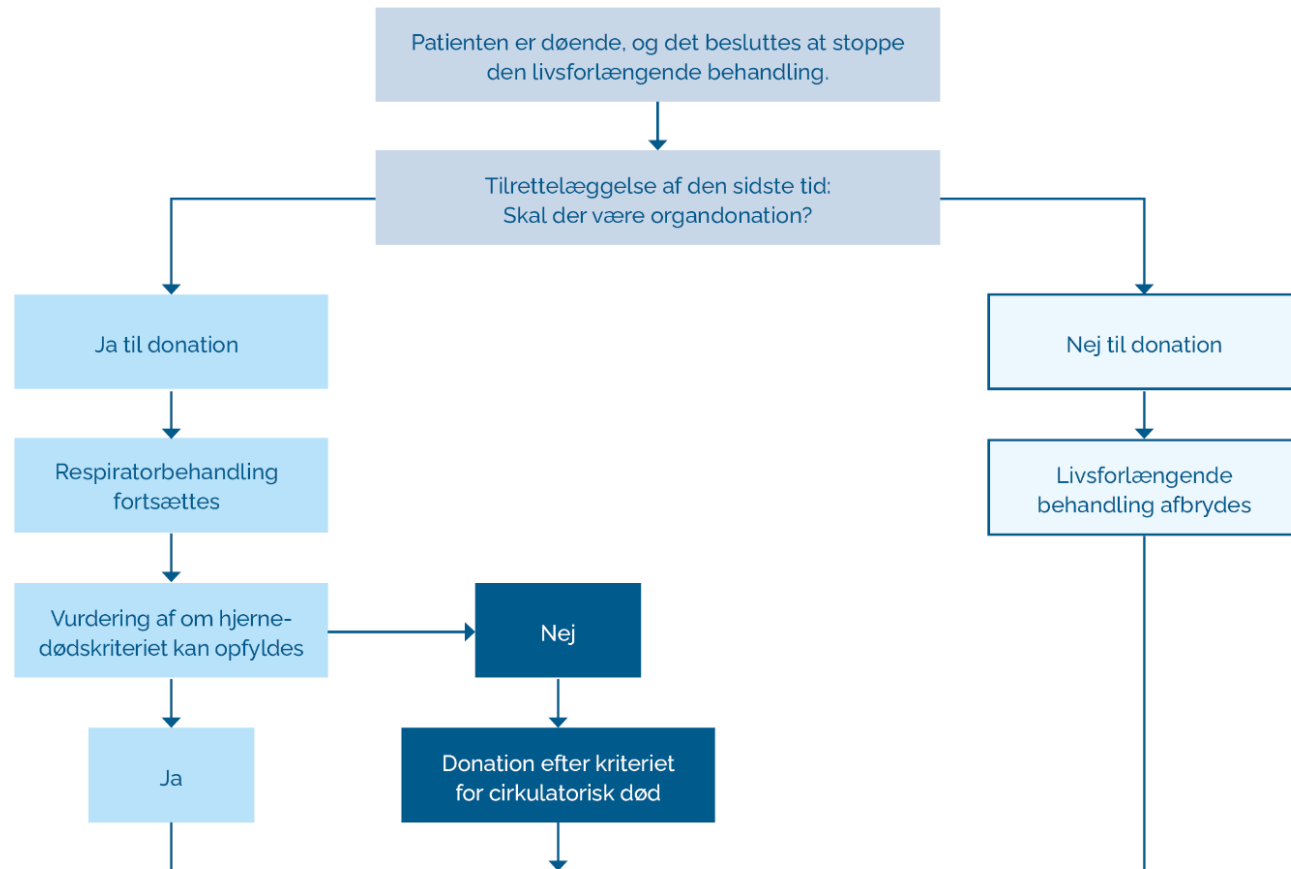 Patienten er døende, og det besluttes at stoppe
den livsforlængende behandling.
Tilrettelæggelse af den sidste tid:
Skal der være organdonation?
Ja til donation
Nej til donation
Respiratorbehandling
fortsættes
Livsforlængende
behandling afbrydes
Vurdering af om hjerne-
dødskriteriet kan opfyldes
Nej
Ja
Donation efter kriteriet
for cirkulatorisk død